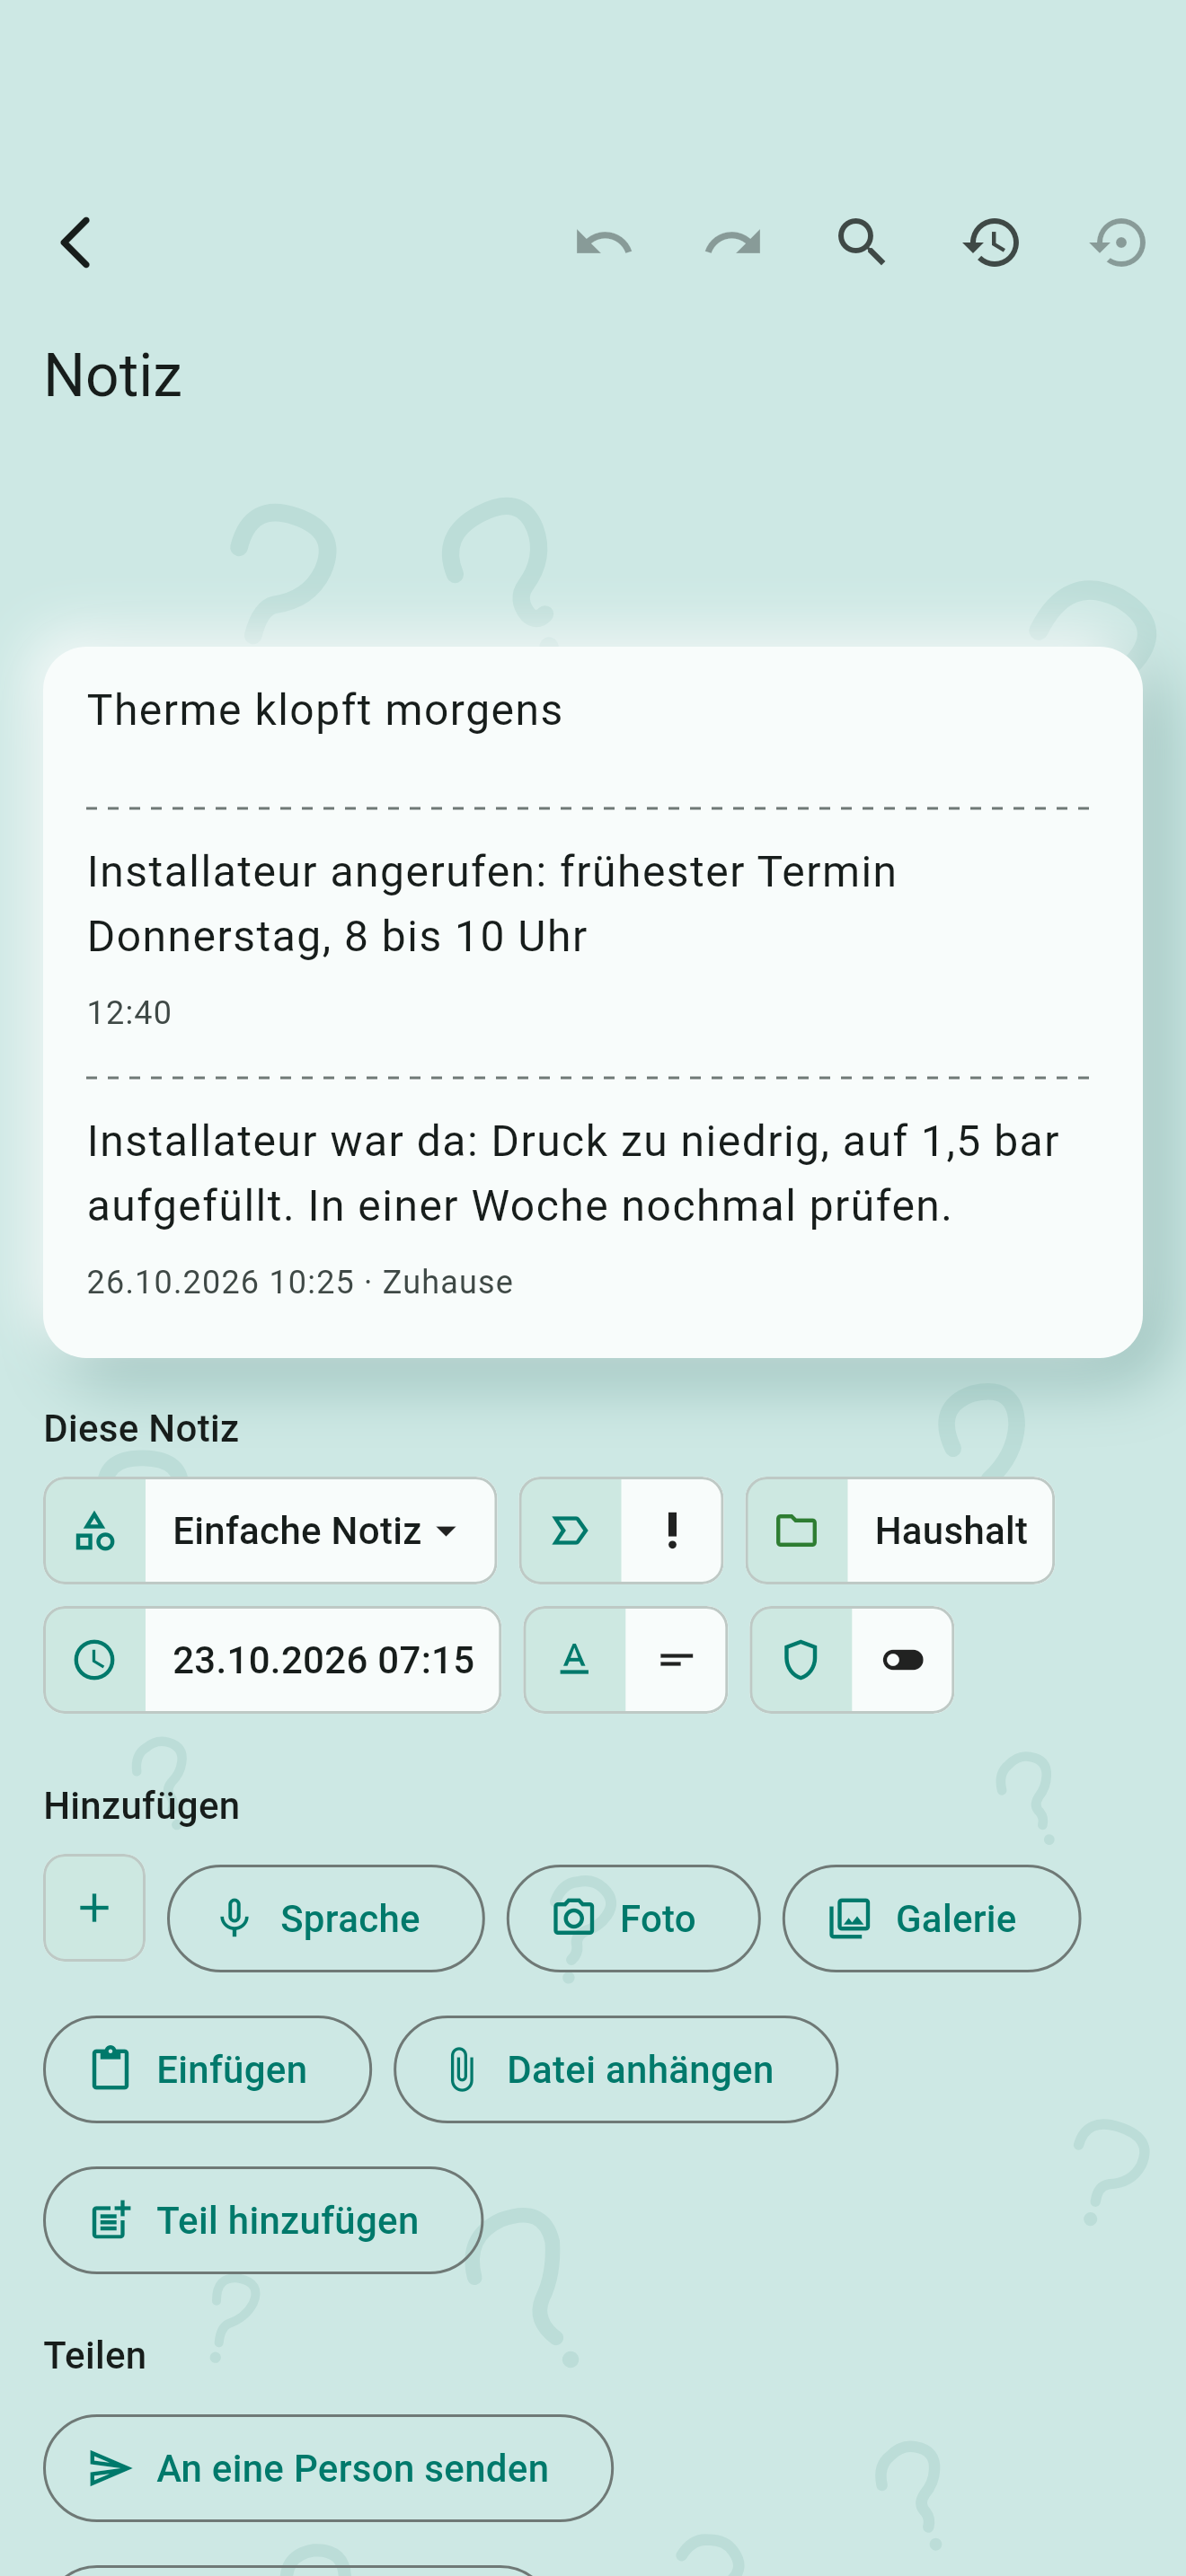 Notiz
Therme klopft morgens
Installateur angerufen: frühester Termin
Donnerstag, 8 bis 10 Uhr
12:40
Installateur war da: Druck zu niedrig, auf 1,5 bar
aufgefüllt. In einer Woche nochmal prüfen.
26.10.2026 10:25 · Zuhause
Diese Notiz
Einfache Notiz
Haushalt
23.10.2026 07:15
Hinzufügen
Sprache
Foto
Galerie
Einfügen
Datei anhängen
Teil hinzufügen
Teilen
An eine Person senden